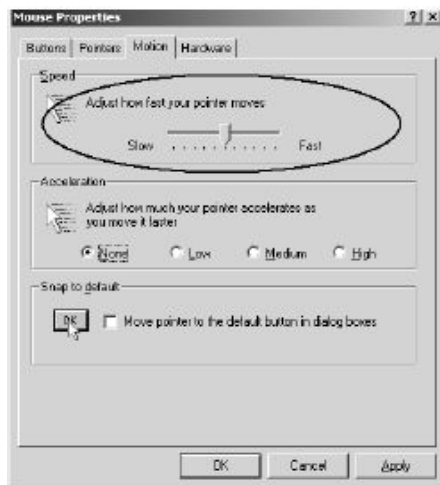 Mouse Properties
? ×
Buttons Pointers Motion Hardware
Speed
Adjust how fast your pointer moves
Slow Fast
Acceleration
Adjust how much your pointer accelerates as
you move it faster
None Low Medium High
Snap to default
OK Move pointer to the default button in dialog boxes
OK Cancel Apply